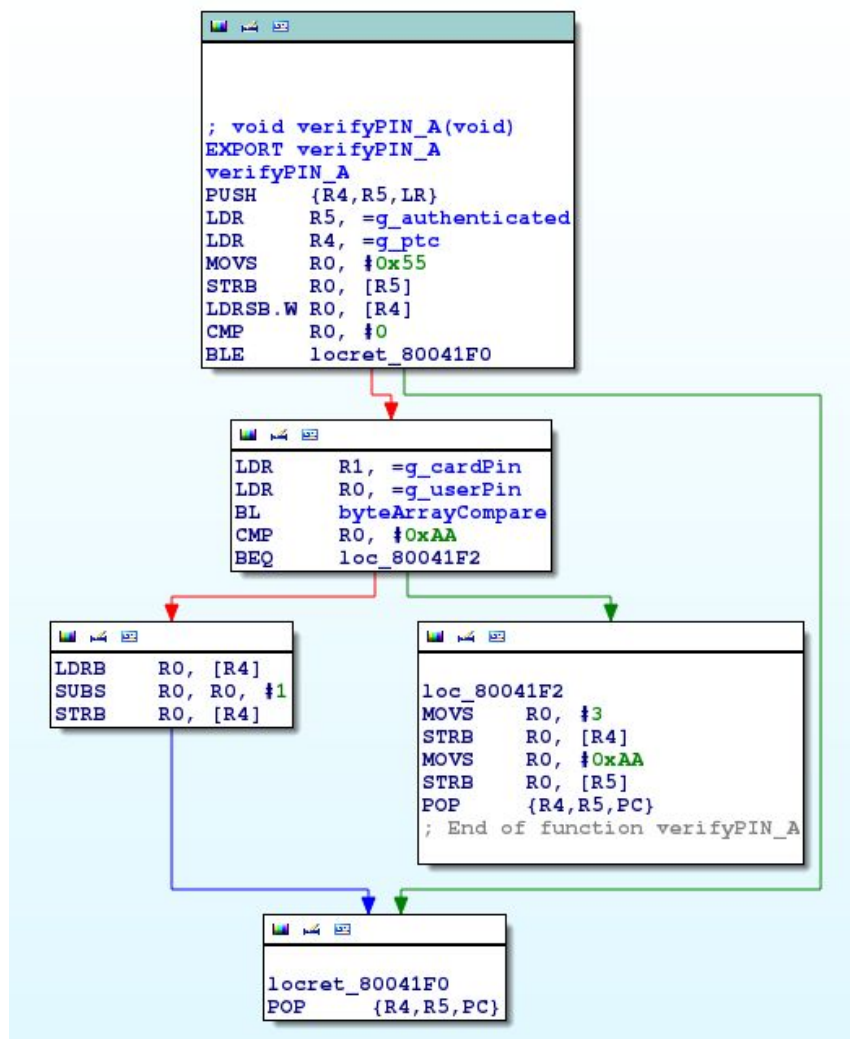 ; void verifyPIN_A(void)
EXPORT verifyPIN_A
verifyPIN_A
PUSH {R4,R5,LR}
LDR R5, =g_authenticated
LDR R4, =g_ptc
MOVS R0, #0x55
STRB R0, [R5]
LDRSB.W R0, [R4]
CMP R0, #0
BLE locret_80041F0
LDR R1, =g_cardPin
LDR R0, =g_userPin
BL byteArrayCompare
CMP R0, #0xAA
BEQ loc_80041F2
LDRB R0, [R4]
SUBS R0, R0, #1
STRB R0, [R4]
loc_80041F2
MOVS R0, #3
STRB R0, [R4]
MOVS R0, #0xAA
STRB R0, [R5]
POP {R4,R5,PC}
; End of function verifyPIN_A
locret_80041F0
POP {R4,R5,PC}